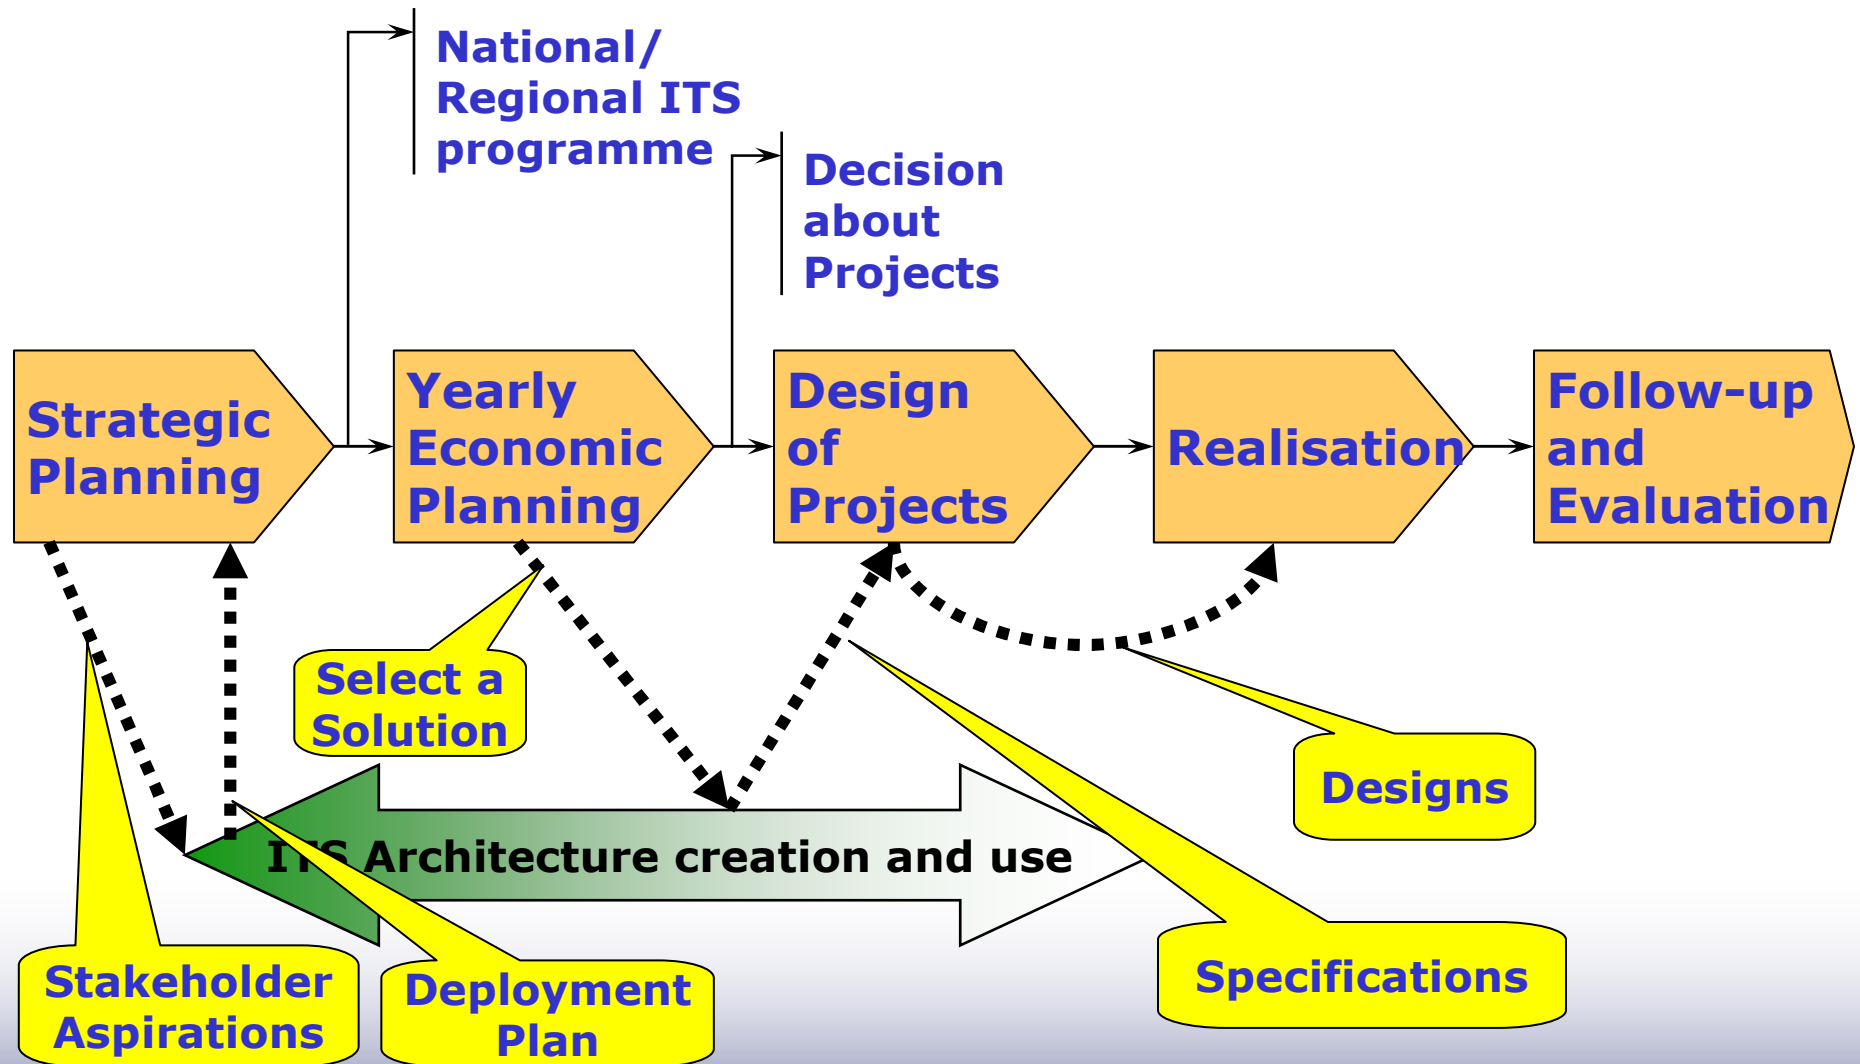 National/
Regional ITS
programme
Decision
about
Projects
Strategic
Planning
Yearly
Economic
Planning
Design
of
Projects
Realisation
Follow-up
and
Evaluation
Select a
Solution
Designs
ITS Architecture creation and use
Stakeholder
Aspirations
Deployment
Plan
Specifications